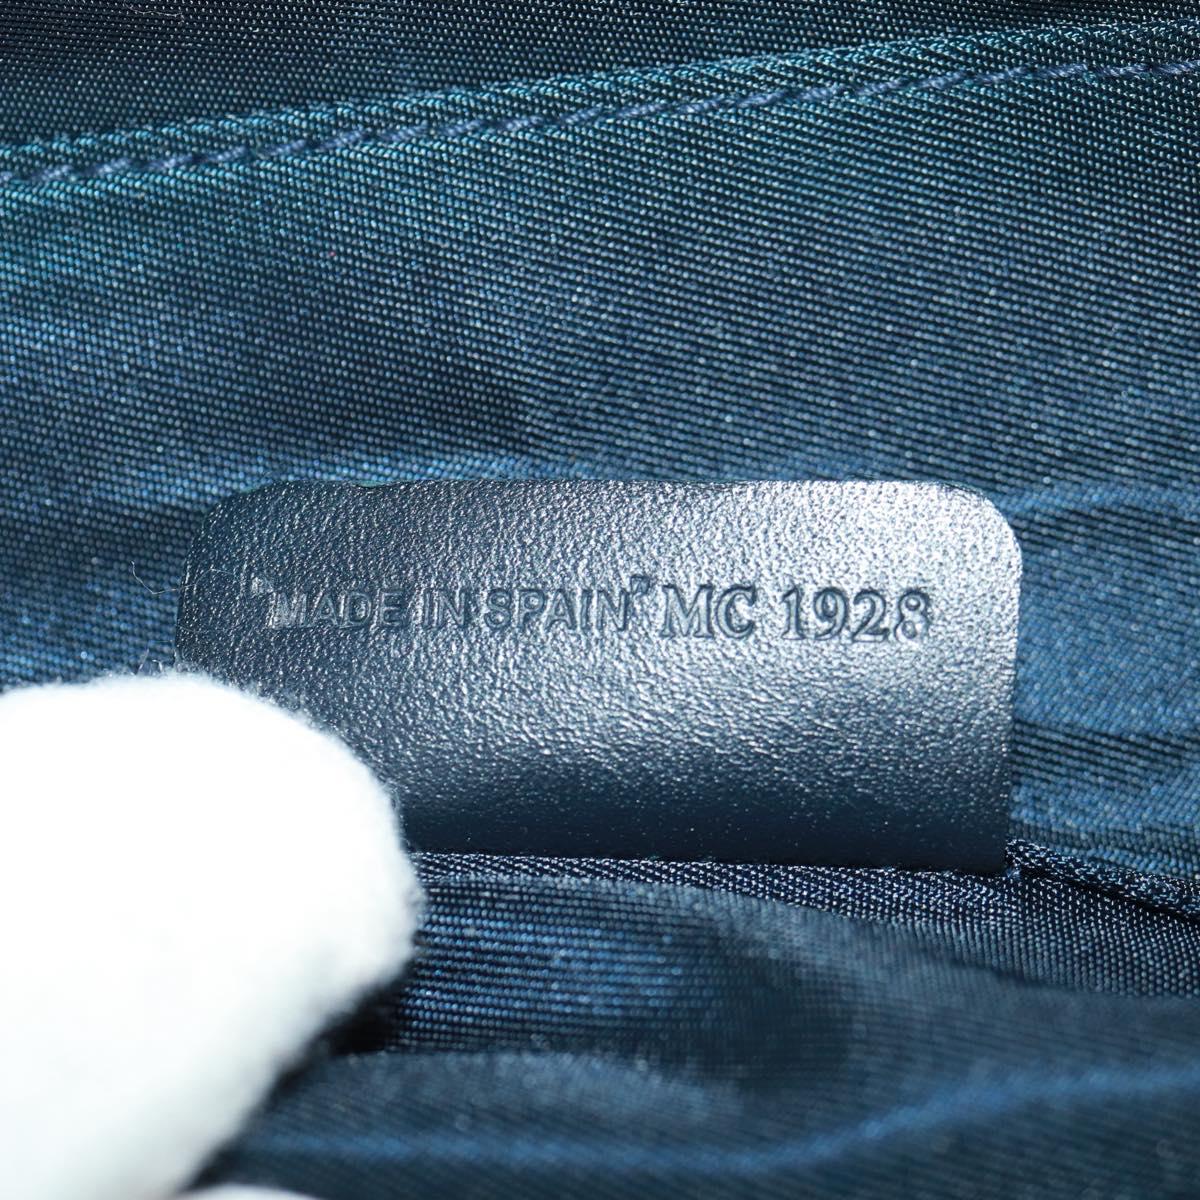 "MADE IN SPAIN" MC 1928